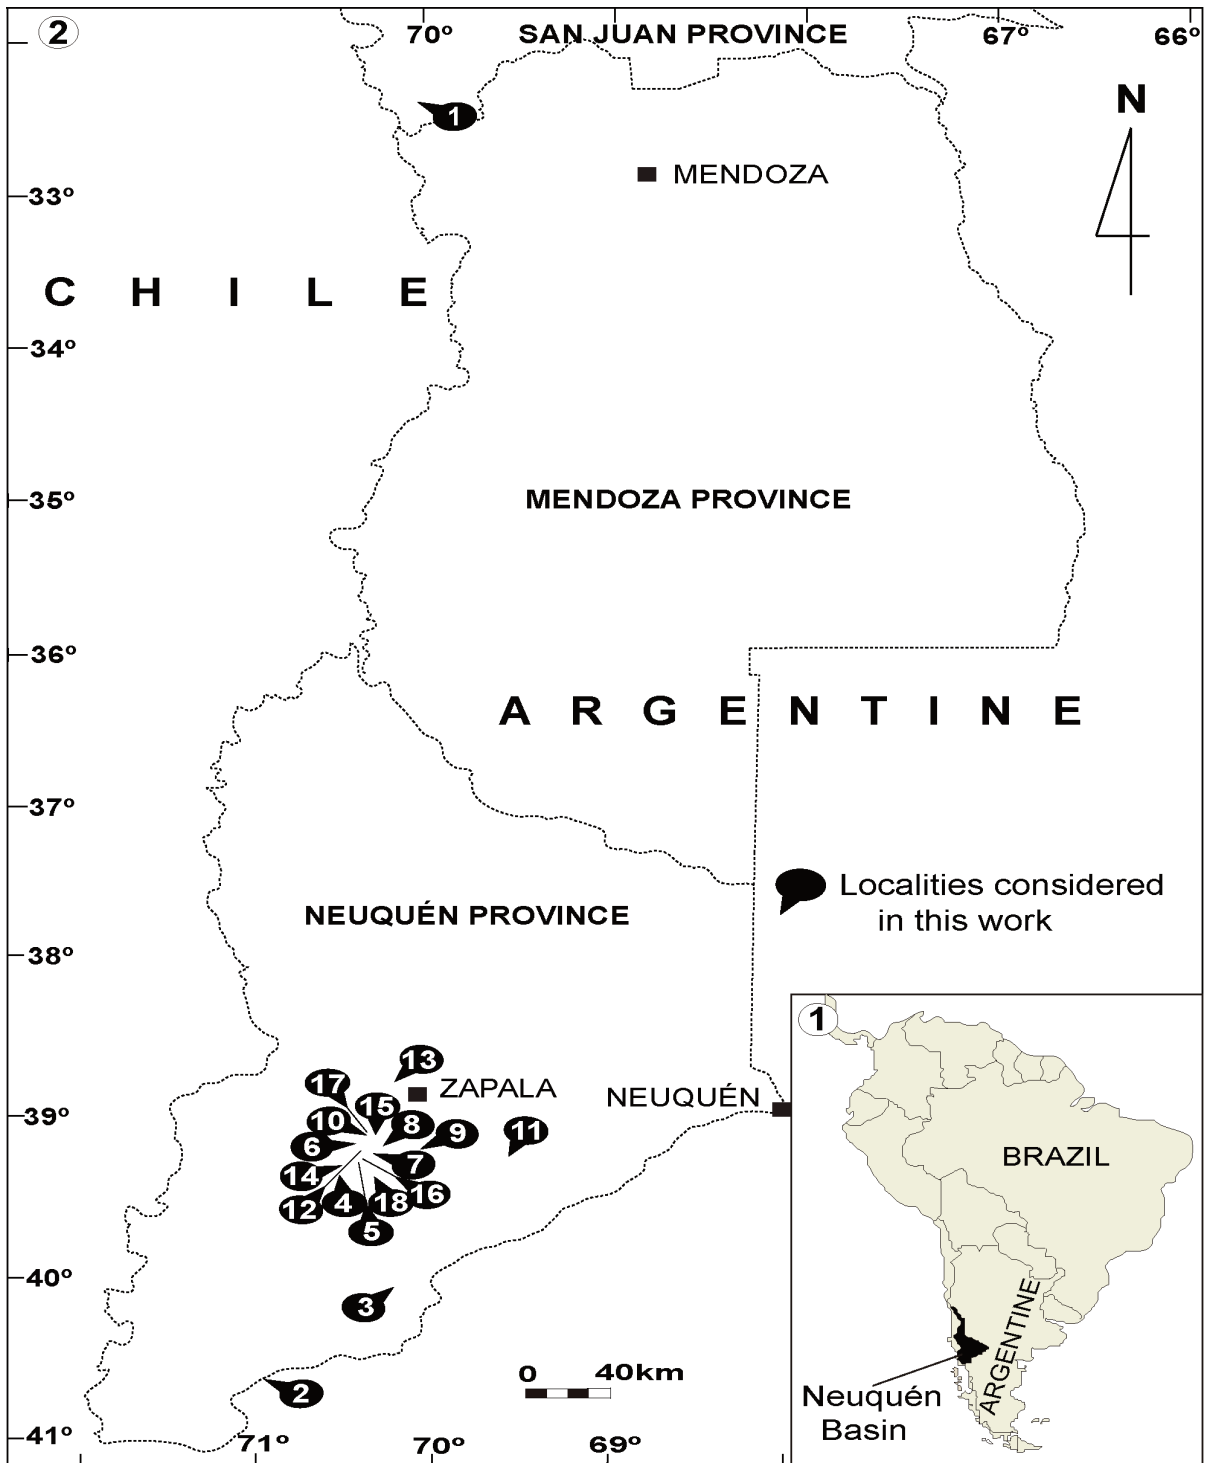 2
70º
SAN JUAN PROVINCE
67º
66º
N
1
MENDOZA
33º
C H I L E
34º
MENDOZA PROVINCE
35º
36º
A R G E N T I N E
37º
Localities considered
in this work
NEUQUÉN PROVINCE
38º
1
13
ZAPALA
NEUQUÉN
17
15
39º
10
8
9
11
6
7
14
16
12
4
18
5
BRAZIL
40º
3
ARGENTINE
0 40km
2
Neuquén
Basin
41º
71º
70º
69º